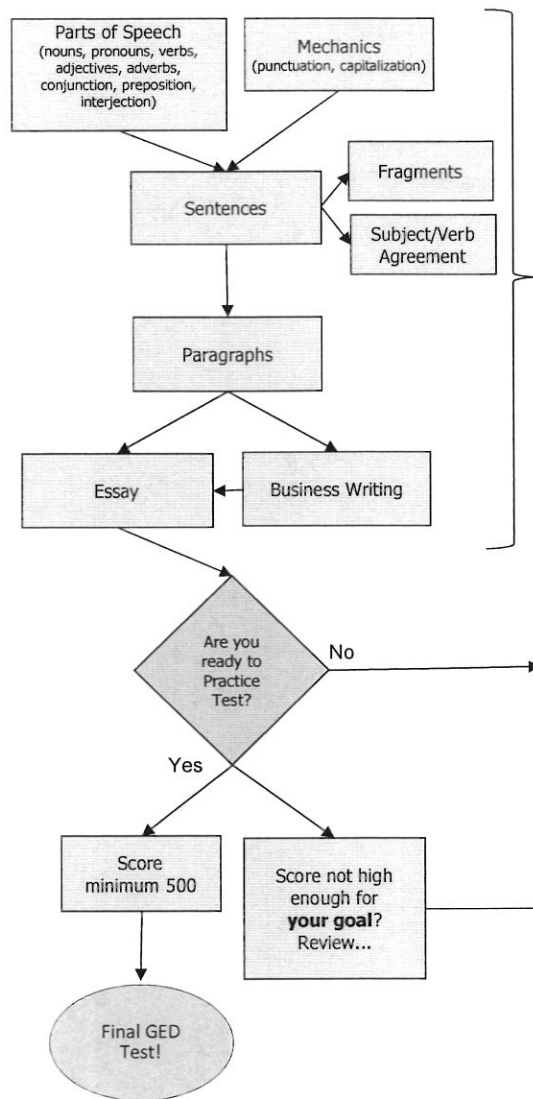 Parts of Speech
(nouns, pronouns, verbs,
adjectives, adverbs,
conjunction, preposition,
interjection)
Mechanics
(punctuation, capitalization)
Sentences
Fragments
Subject/Verb
Agreement
Paragraphs
Essay
Business Writing
Are you
ready to
Practice
Test?
No
Yes
Score
minimum 500
Score not high
enough for
your goal?
Review...
Final GED
Test!